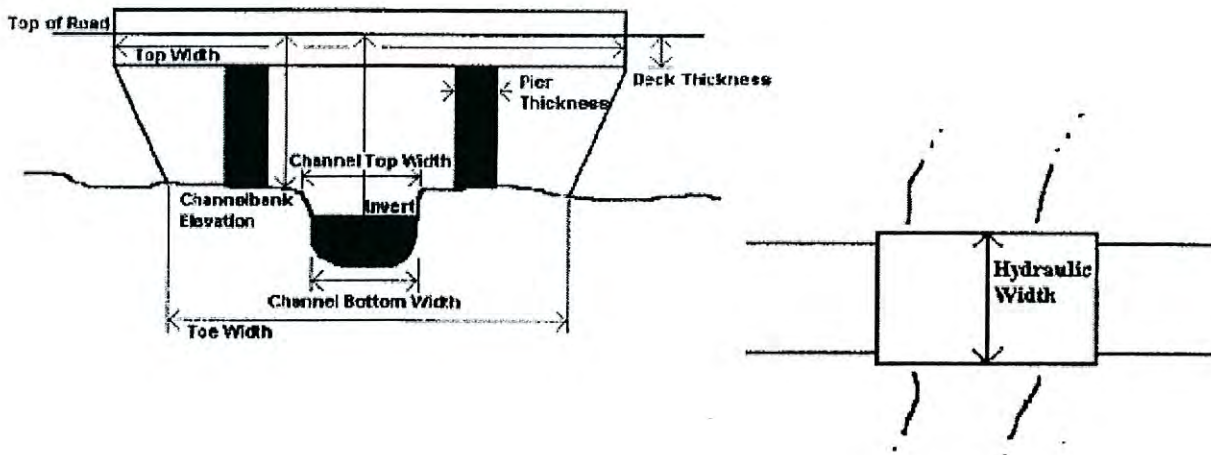 Top of Road
Top Width
Pier
Thickness
Deck Thickness
Channel Top Width
Channelbank
Elevation
Invert
Channel Bottom Width
Toe Width
Hydraulic
Width